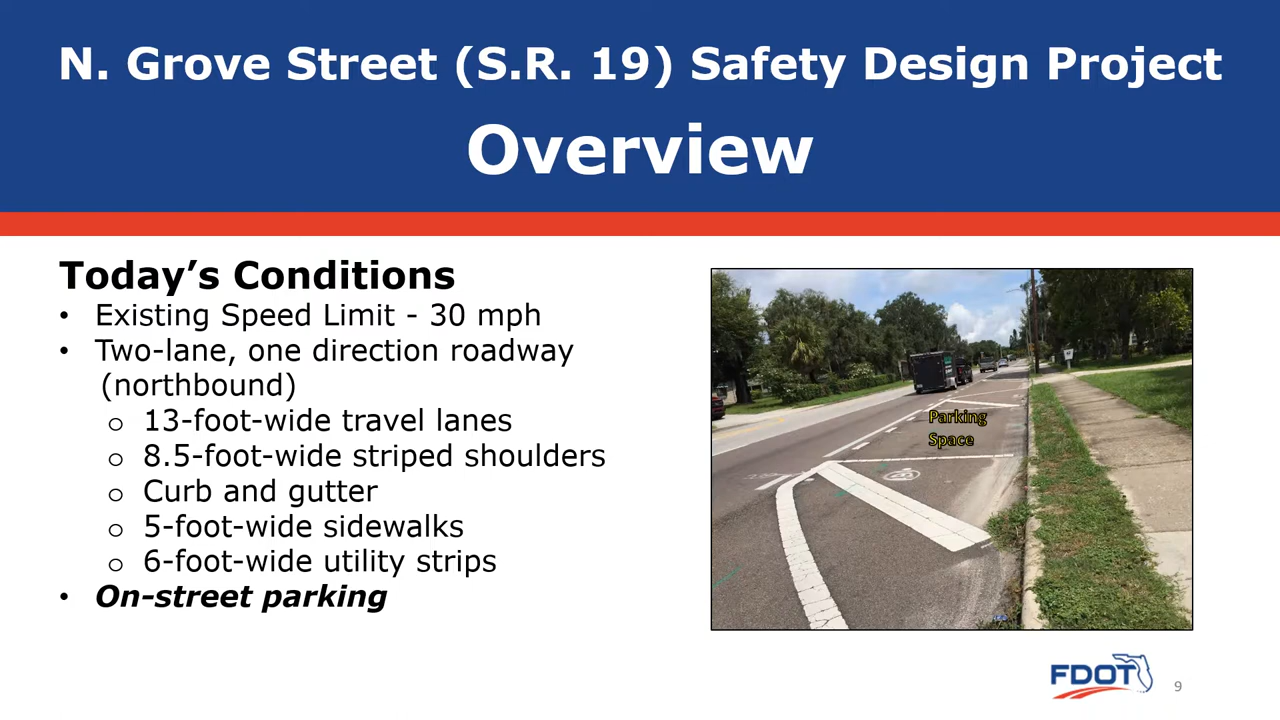 N. Grove Street (S.R. 19) Safety Design Project
Overview
Today’s Conditions
• Existing Speed Limit - 30 mph
• Two-lane, one direction roadway
(northbound)
o 13-foot-wide travel lanes
o 8.5-foot-wide striped shoulders
o Curb and gutter
o 5-foot-wide sidewalks
o 6-foot-wide utility strips
• On-street parking
Parking
Space
FDOT
9